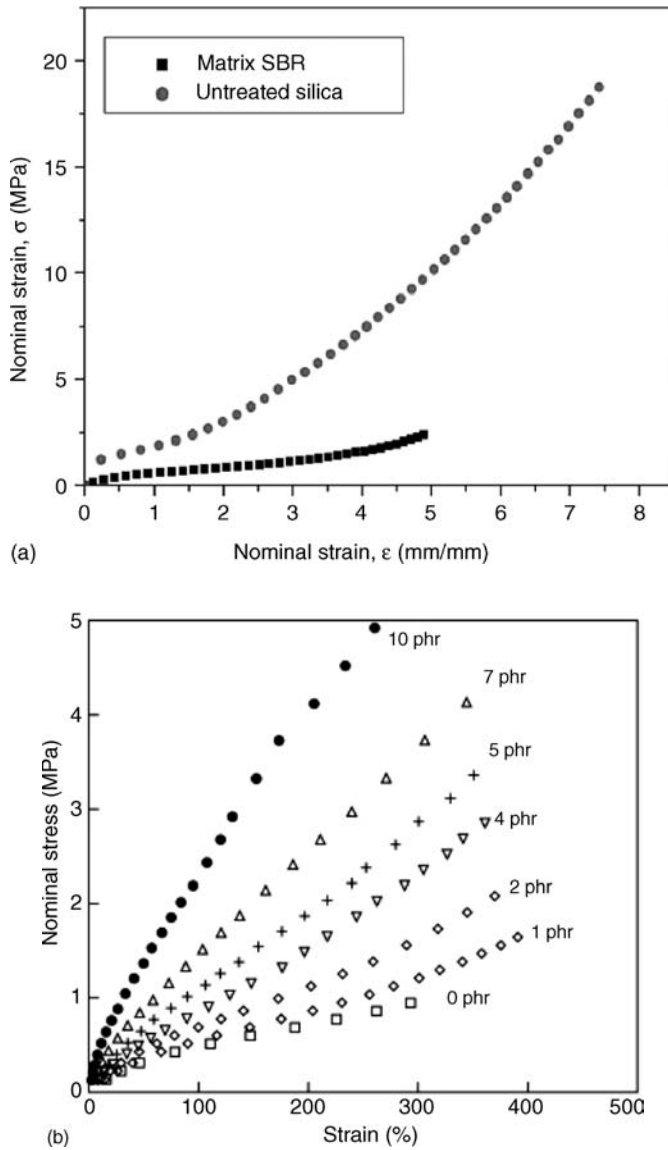 20
15
10
5
0
Matrix SBR
Untreated silica
Nominal strain, σ (MPa)
0 1 2 3 4 5 6 7 8
(a)
Nominal strain, ε (mm/mm)
5
4
3
2
1
0
Nominal stress (MPa)
10 phr
7 phr
5 phr
4 phr
2 phr
1 phr
0 phr
0 100 200 300 400 500
(b)
Strain (%)